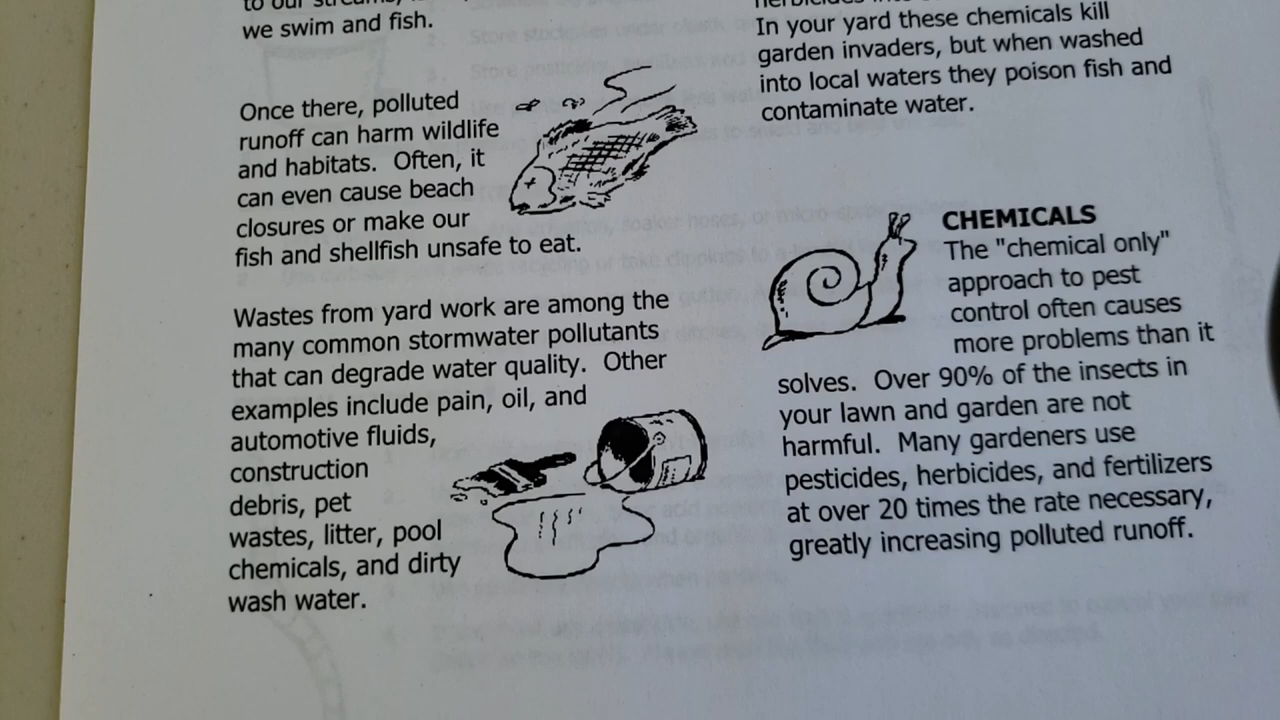 to our streams,
we swim and fish.
Once there, polluted
runoff can harm wildlife
and habitats. Often, it
can even cause beach
closures or make our
fish and shellfish unsafe to eat.
Wastes from yard work are among the
many common stormwater pollutants
that can degrade water quality. Other
examples include pain, oil, and
automotive fluids,
construction
debris, pet
wastes, litter, pool
chemicals, and dirty
wash water.
In your yard these chemicals kill
garden invaders, but when washed
into local waters they poison fish and
contaminate water.
CHEMICALS
The "chemical only"
approach to pest
control often causes
more problems than it
solves. Over 90% of the insects in
your lawn and garden are not
harmful. Many gardeners use
pesticides, herbicides, and fertilizers
at over 20 times the rate necessary,
greatly increasing polluted runoff.